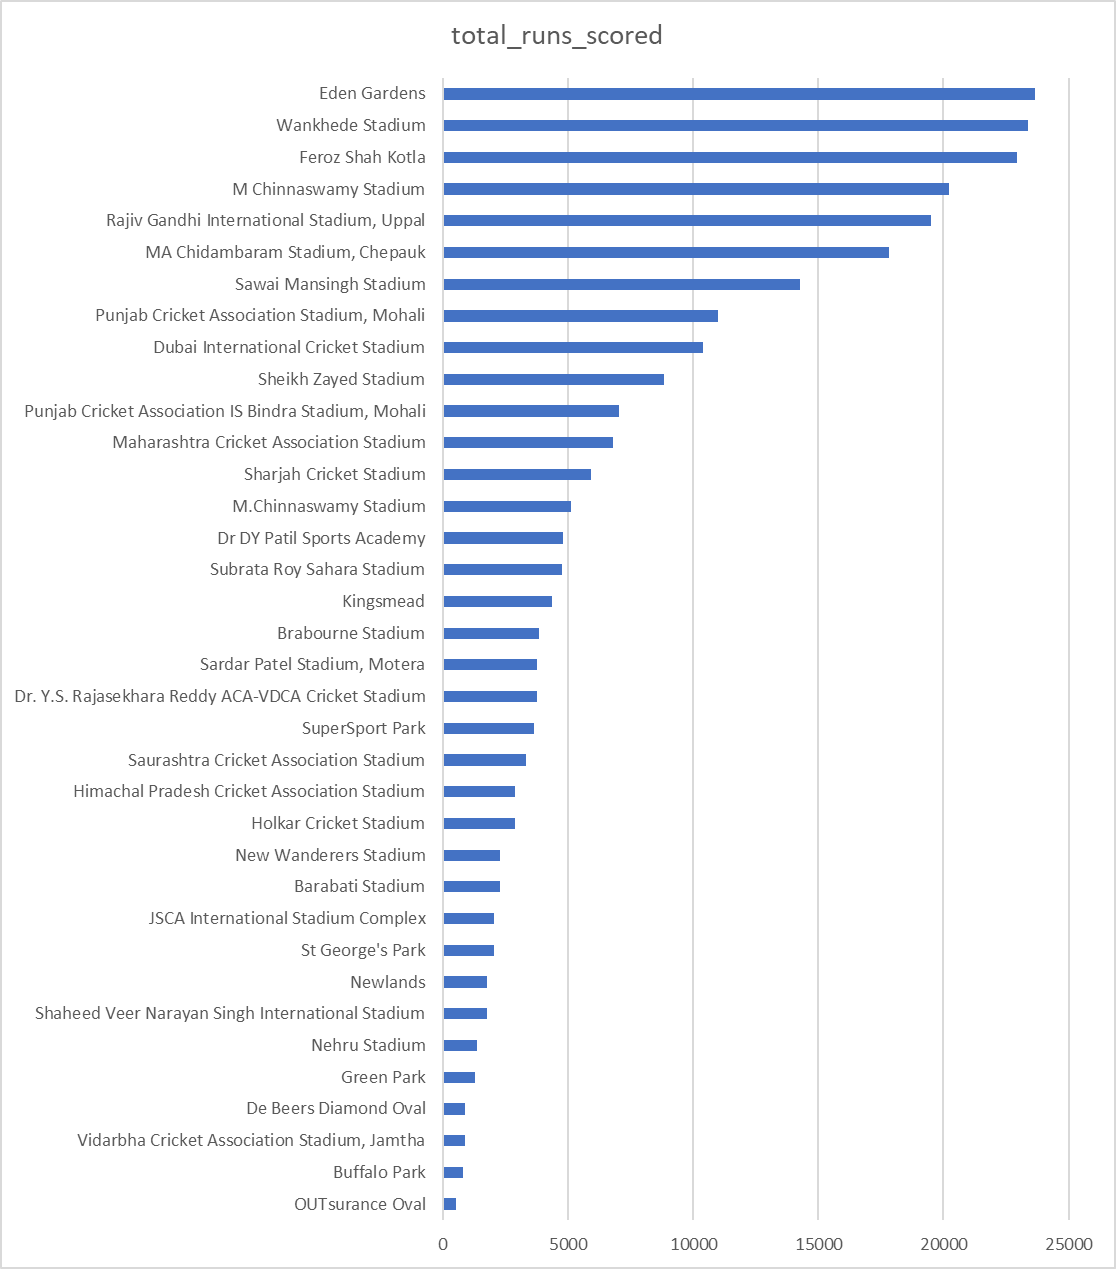 total_runs_scored
Eden Gardens
Wankhede Stadium
Feroz Shah Kotla
M Chinnaswamy Stadium
Rajiv Gandhi International Stadium, Uppal
MA Chidambaram Stadium, Chepauk
Sawai Mansingh Stadium
Punjab Cricket Association Stadium, Mohali
Dubai International Cricket Stadium
Sheikh Zayed Stadium
Punjab Cricket Association IS Bindra Stadium, Mohali
Maharashtra Cricket Association Stadium
Sharjah Cricket Stadium
M.Chinnaswamy Stadium
Dr DY Patil Sports Academy
Subrata Roy Sahara Stadium
Kingsmead
Brabourne Stadium
Sardar Patel Stadium, Motera
Dr. Y.S. Rajasekhara Reddy ACA-VDCA Cricket Stadium
SuperSport Park
Saurashtra Cricket Association Stadium
Himachal Pradesh Cricket Association Stadium
Holkar Cricket Stadium
New Wanderers Stadium
Barabati Stadium
JSCA International Stadium Complex
St George's Park
Newlands
Shaheed Veer Narayan Singh International Stadium
Nehru Stadium
Green Park
De Beers Diamond Oval
Vidarbha Cricket Association Stadium, Jamtha
Buffalo Park
OUTsurance Oval
0 5000 10000 15000 20000 25000